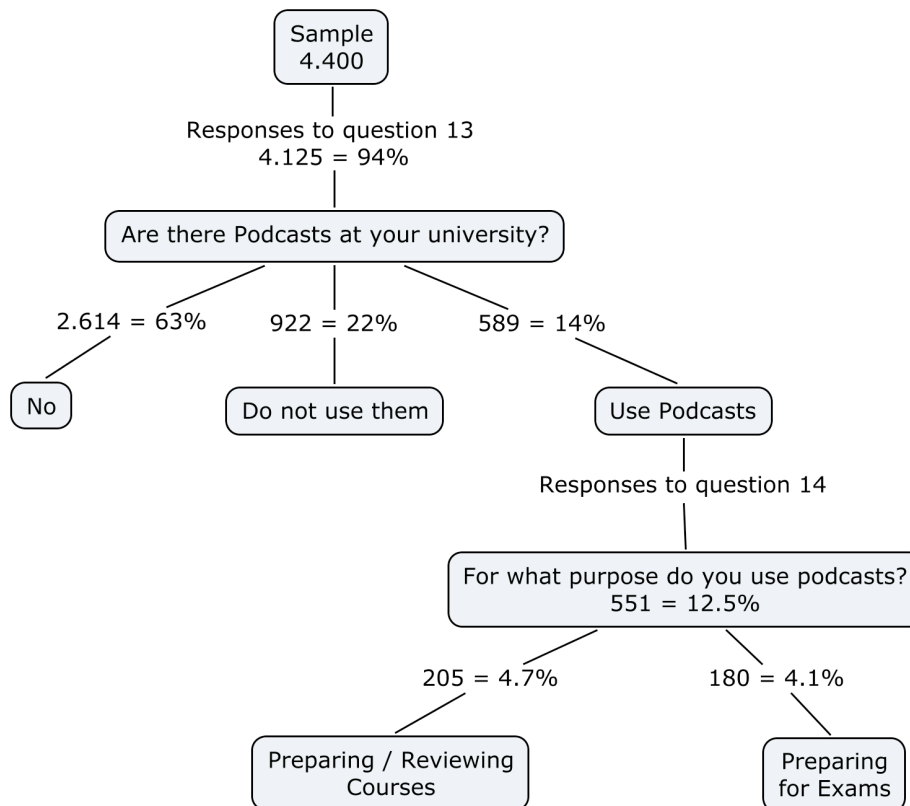 Sample
4.400
Responses to question 13
4.125 = 94%
Are there Podcasts at your university?
2.614 = 63%
922 = 22%
589 = 14%
No
Do not use them
Use Podcasts
Responses to question 14
For what purpose do you use podcasts?
551 = 12.5%
205 = 4.7%
180 = 4.1%
Preparing / Reviewing
Courses
Preparing
for Exams